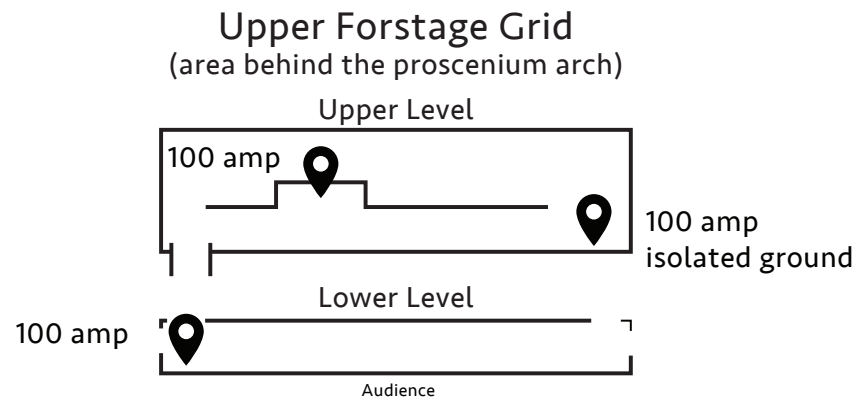 Upper Forstage Grid
(area behind the proscenium arch)
Upper Level
100 amp
100 amp
isolated ground
Lower Level
100 amp
Audience